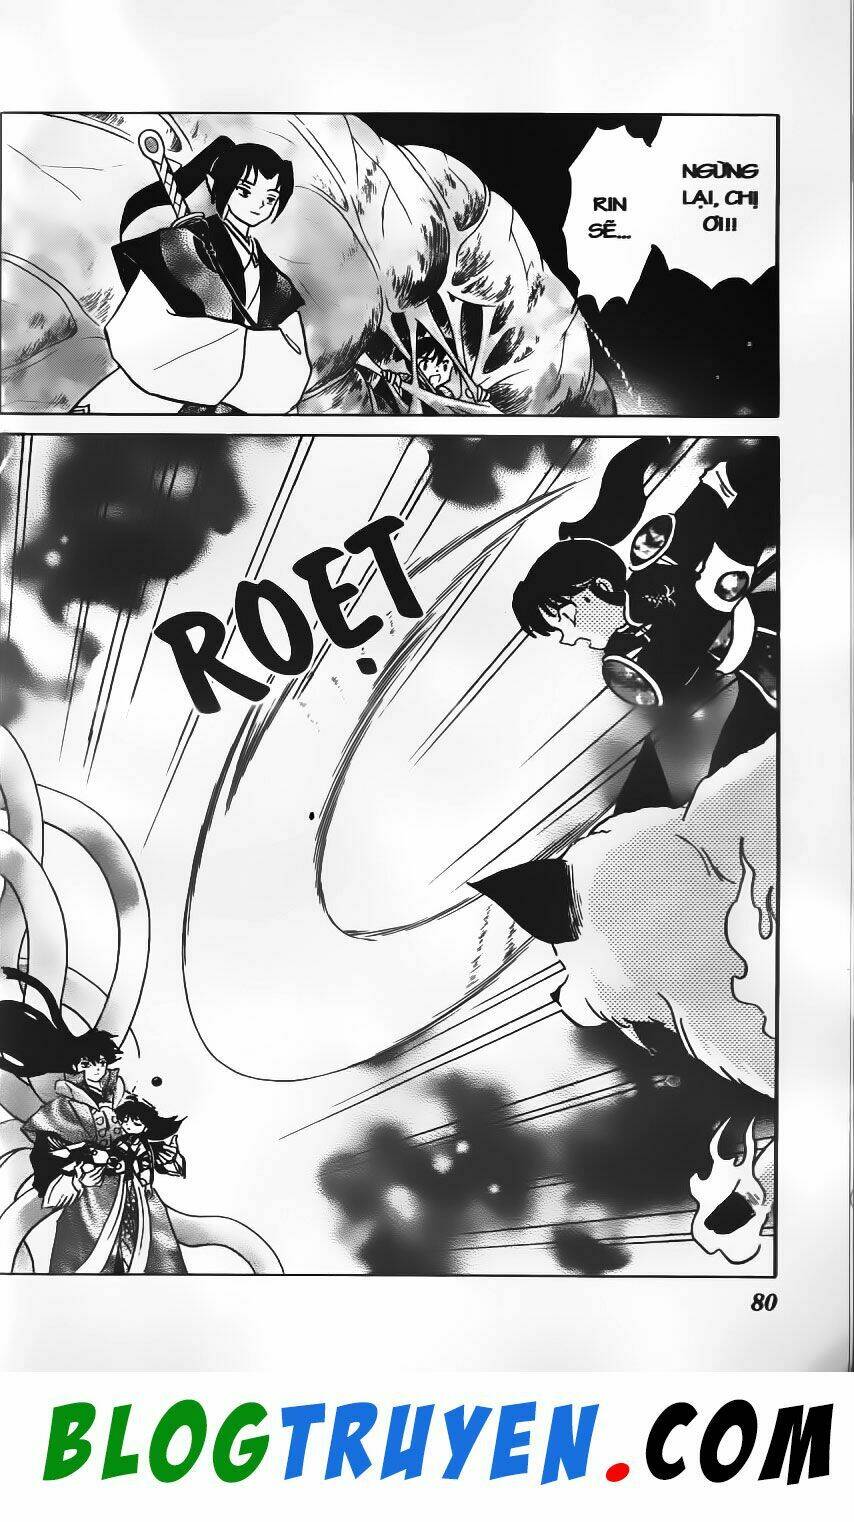 NGỪNG
LẠI, CHỊ
ƠI!!!
RIN
SẼ...
ROẸT
80
BLOGTRUYEN.COM